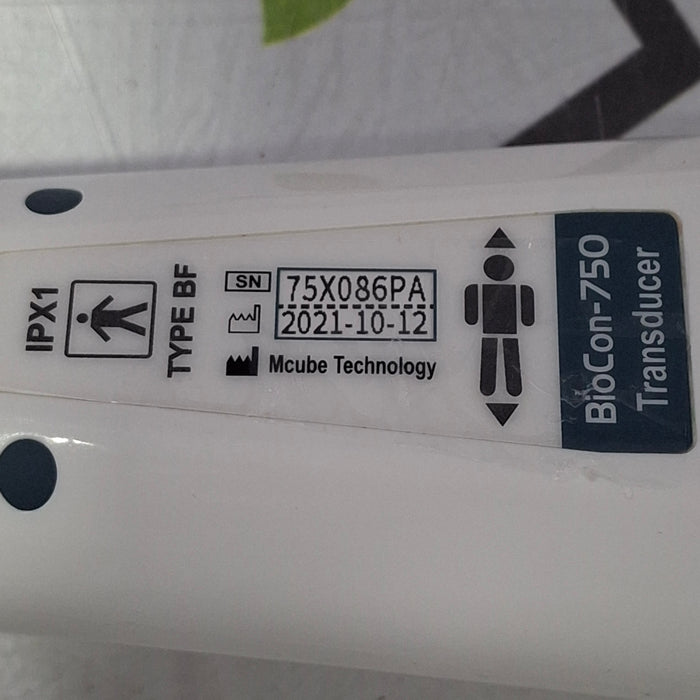 IPX1
TYPE BF
SN 75X086PA
2021-10-12
Mcube Technology
BioCon-750
Transducer